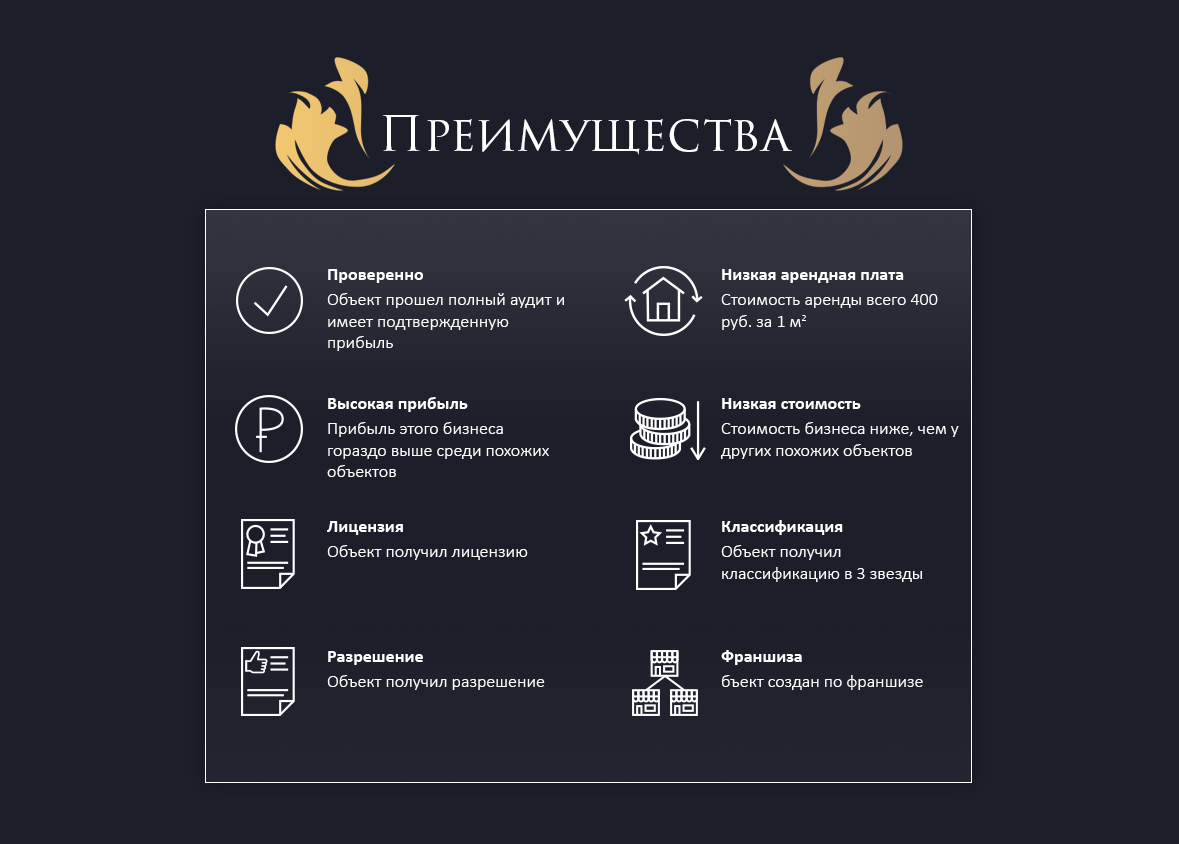 Преимущества
Проверенно
Объект прошел полный аудит и
имеет подтвержденную
прибыль
Низкая арендная плата
Стоимость аренды всего 400
руб. за 1 м²
Высокая прибыль
Прибыль этого бизнеса
гораздо выше среди похожих
объектов
Низкая стоимость
Стоимость бизнеса ниже, чем у
других похожих объектов
Лицензия
Объект получил лицензию
Классификация
Объект получил
классификацию в 3 звезды
Разрешение
Объект получил разрешение
Франшиза
бъект создан по франшизе